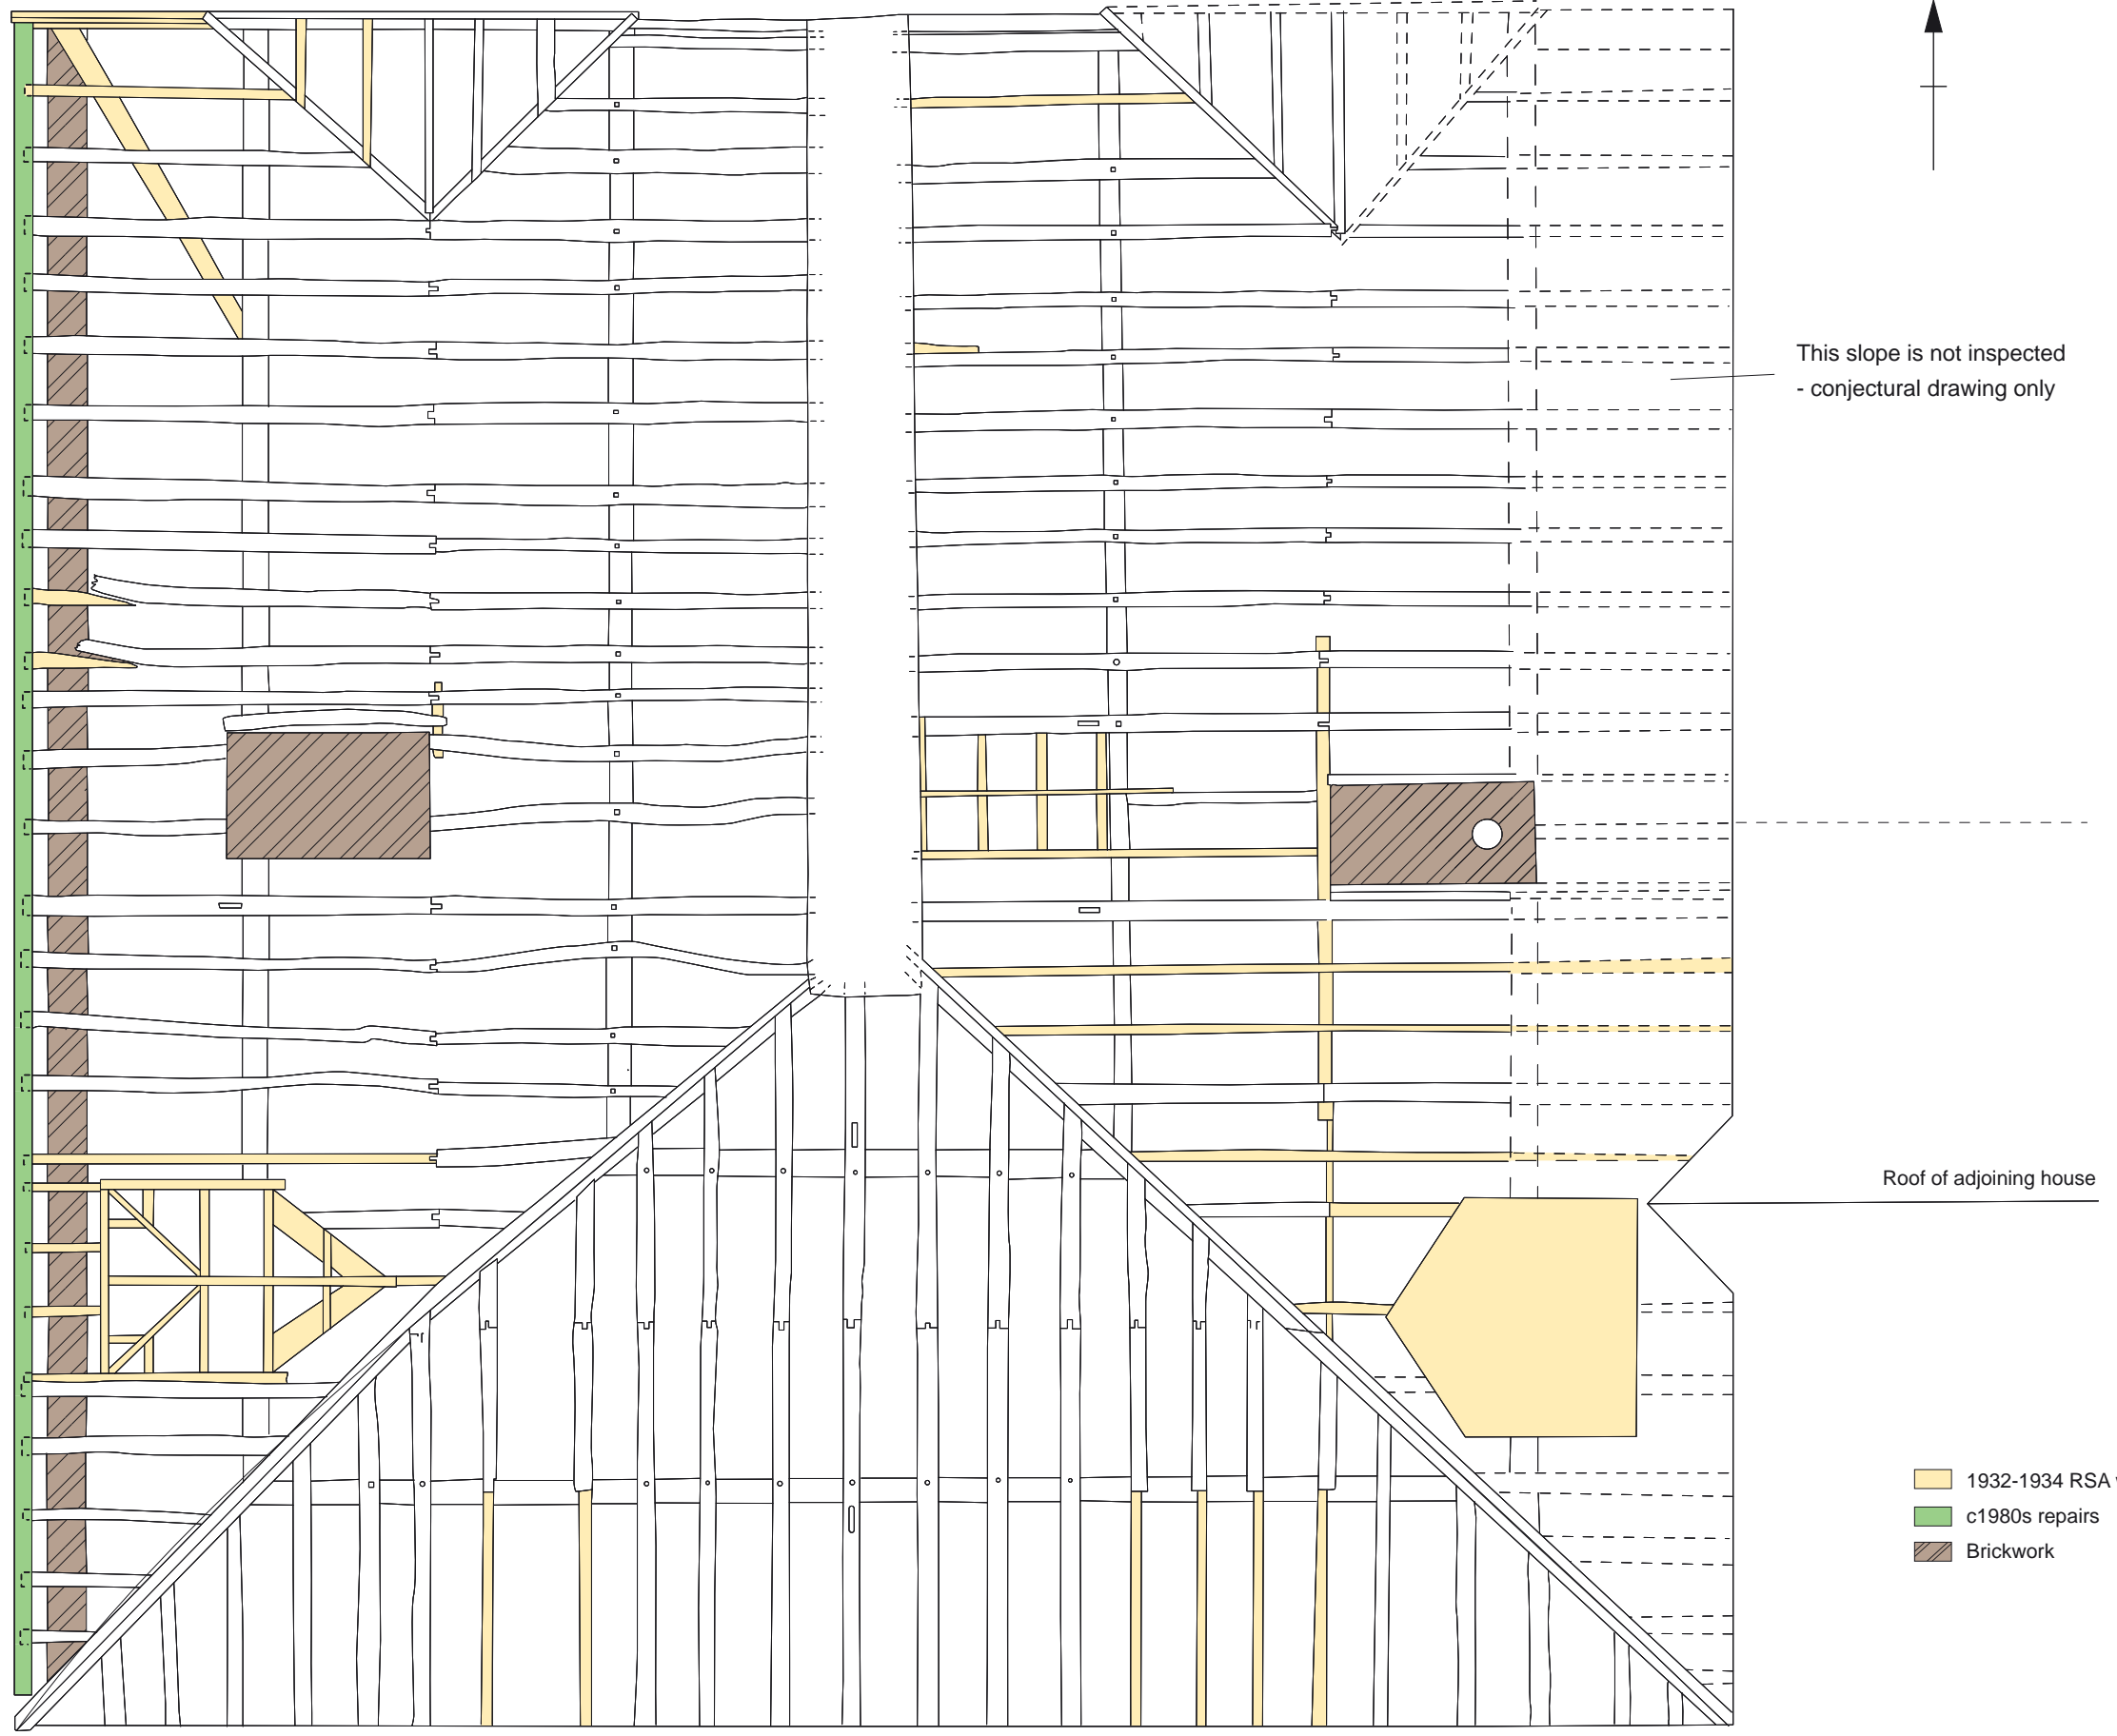 This slope is not inspected
- conjectural drawing only
Roof of adjoining house
1932-1934 RSA
c1980s repairs
Brickwork